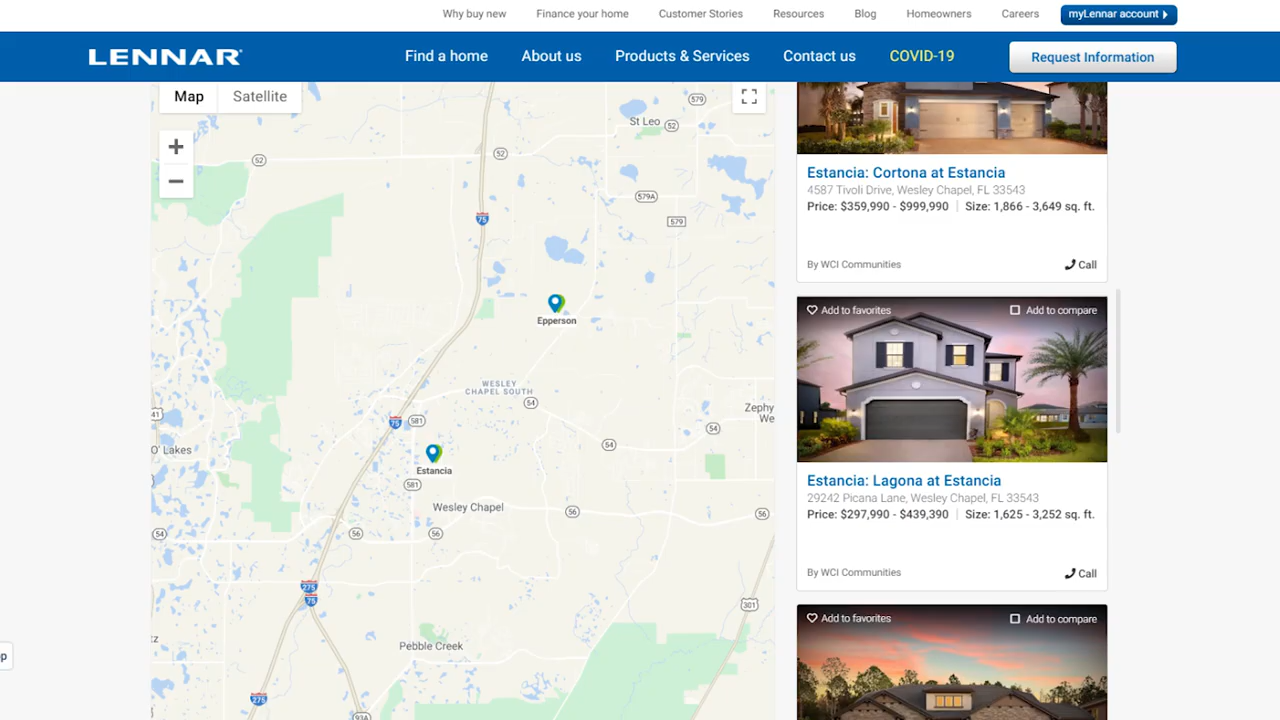 Why buy new Finance your home Customer Stories Resources Blog Homeowners Careers myLennar account
LENNAR Find a home About us Products & Services Contact us COVID-19 Request Information
Map Satellite
+
−
579
St Leo 52
52
52
579A
75
579
Epperson
WESLEY
CHAPEL SOUTH
54
41
75
581
Zephy
We
54
54
O' Lakes
Estancia
581
Wesley Chapel
56
56
54
56
56
275
75
301
Pebble Creek
275
93A
Estancia: Cortona at Estancia
4587 Tivoli Drive, Wesley Chapel, FL 33543
Price: $359,990 - $999,990 Size: 1,866 - 3,649 sq. ft.
By WCI Communities Call
Add to favorites Add to compare
Estancia: Lagona at Estancia
29242 Picana Lane, Wesley Chapel, FL 33543
Price: $297,990 - $439,390 Size: 1,625 - 3,252 sq. ft.
By WCI Communities Call
Add to favorites Add to compare